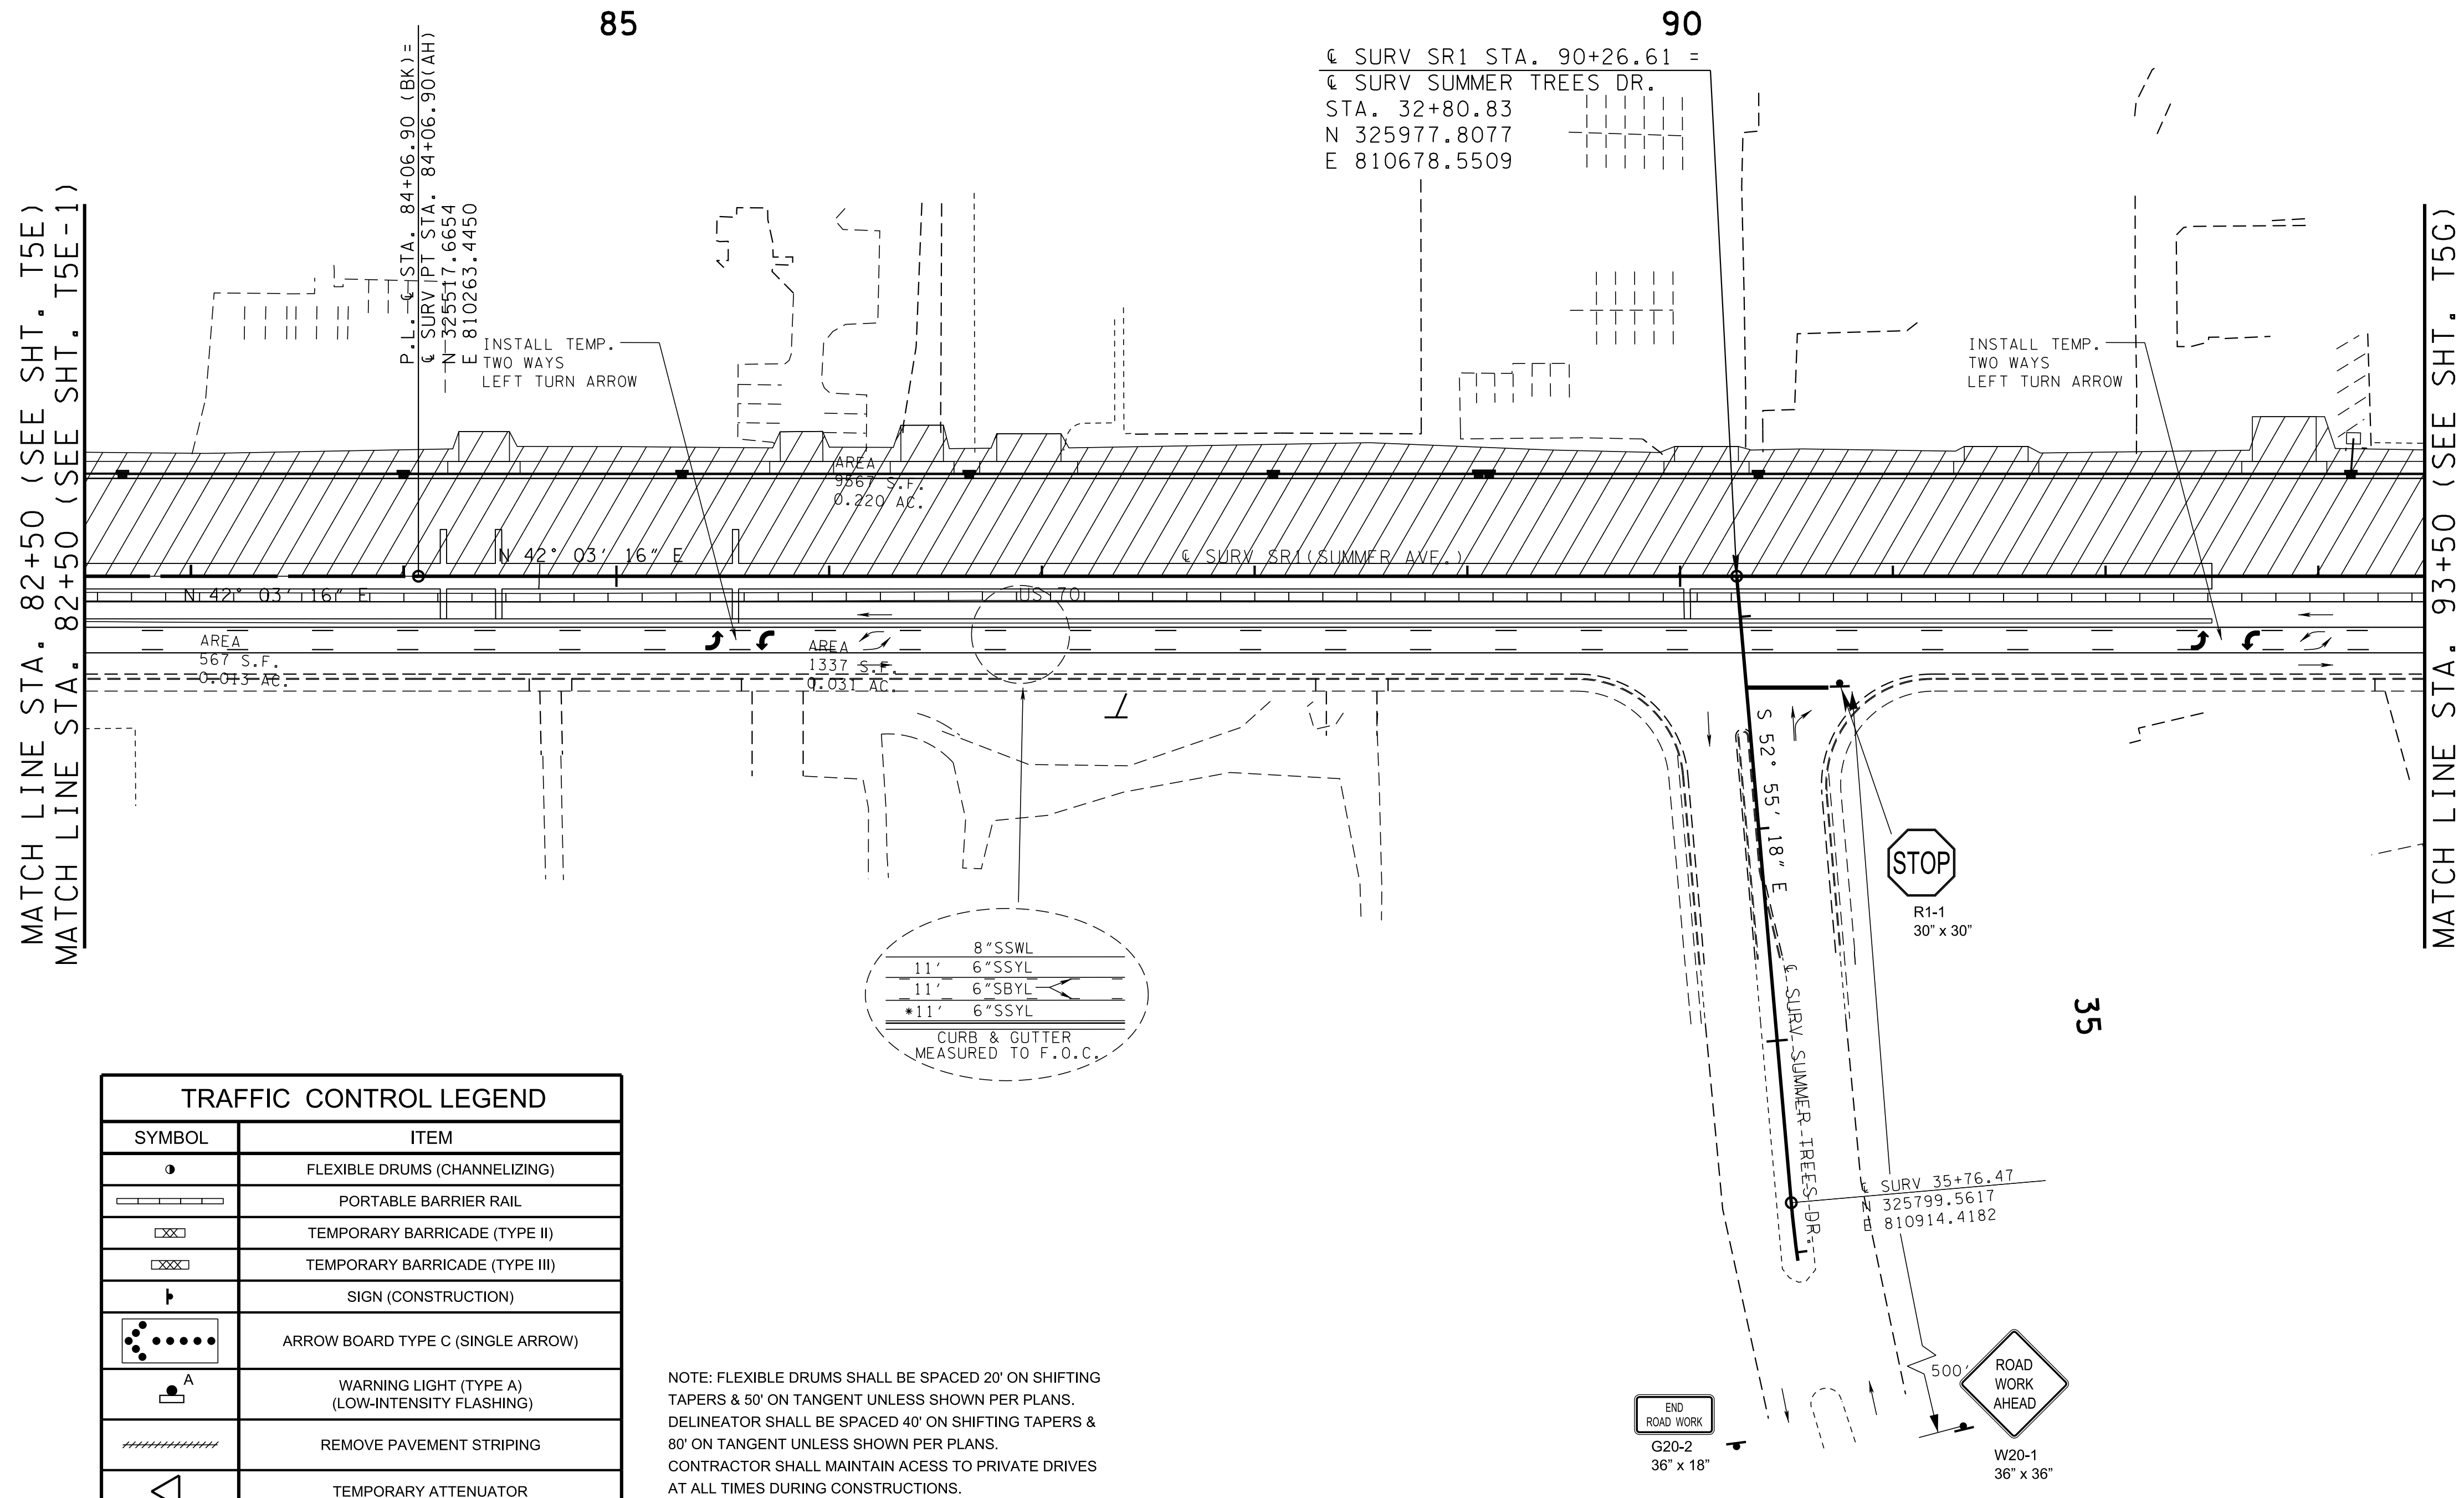 85
90
℄ SURV SR1 STA. 90+26.61 =
℄ SURV SUMMER TREES DR.
STA. 32+80.83
N 325977.8077
E 810678.5509
P.L. ℄ STA. 84+06.90 (BK)=
℄ SURV PT STA. 84+06.90(AH)
N 325517.6654
E 810263.4450
MATCH LINE STA. 82+50 (SEE SHT. T5E)
MATCH LINE STA. 82+50 (SEE SHT. T5E-1)
MATCH LINE STA. 93+50 (SEE SHT. T5G)
INSTALL TEMP.
TWO WAYS
LEFT TURN ARROW
INSTALL TEMP.
TWO WAYS
LEFT TURN ARROW
AREA
9567 S.F.
0.220 AC.
N 42° 03' 16" E
℄ SURV SR1(SUMMER AVE.)
N 42° 03' 16" E
US 70
AREA
567 S.F.
0.013 AC.
AREA
1337 S.F.
0.031 AC.
S 52° 55' 18" E
STOP
R1-1
30" x 30"
8"SSWL
11' 6"SSYL
11' 6"SBYL
*11' 6"SSYL
CURB & GUTTER
MEASURED TO F.O.C.
35
℄ SURV SUMMER TREES DR.
℄ SURV 35+76.47
N 325799.5617
E 810914.4182
500'
ROAD
WORK
AHEAD
W20-1
36" x 36"
END
ROAD WORK
G20-2
36" x 18"
TRAFFIC CONTROL LEGEND
SYMBOL ITEM
FLEXIBLE DRUMS (CHANNELIZING)
PORTABLE BARRIER RAIL
TEMPORARY BARRICADE (TYPE II)
TEMPORARY BARRICADE (TYPE III)
SIGN (CONSTRUCTION)
ARROW BOARD TYPE C (SINGLE ARROW)
A
WARNING LIGHT (TYPE A)
(LOW-INTENSITY FLASHING)
REMOVE PAVEMENT STRIPING
TEMPORARY ATTENUATOR
NOTE: FLEXIBLE DRUMS SHALL BE SPACED 20' ON SHIFTING
TAPERS & 50' ON TANGENT UNLESS SHOWN PER PLANS.
DELINEATOR SHALL BE SPACED 40' ON SHIFTING TAPERS &
80' ON TANGENT UNLESS SHOWN PER PLANS.
CONTRACTOR SHALL MAINTAIN ACESS TO PRIVATE DRIVES
AT ALL TIMES DURING CONSTRUCTIONS.